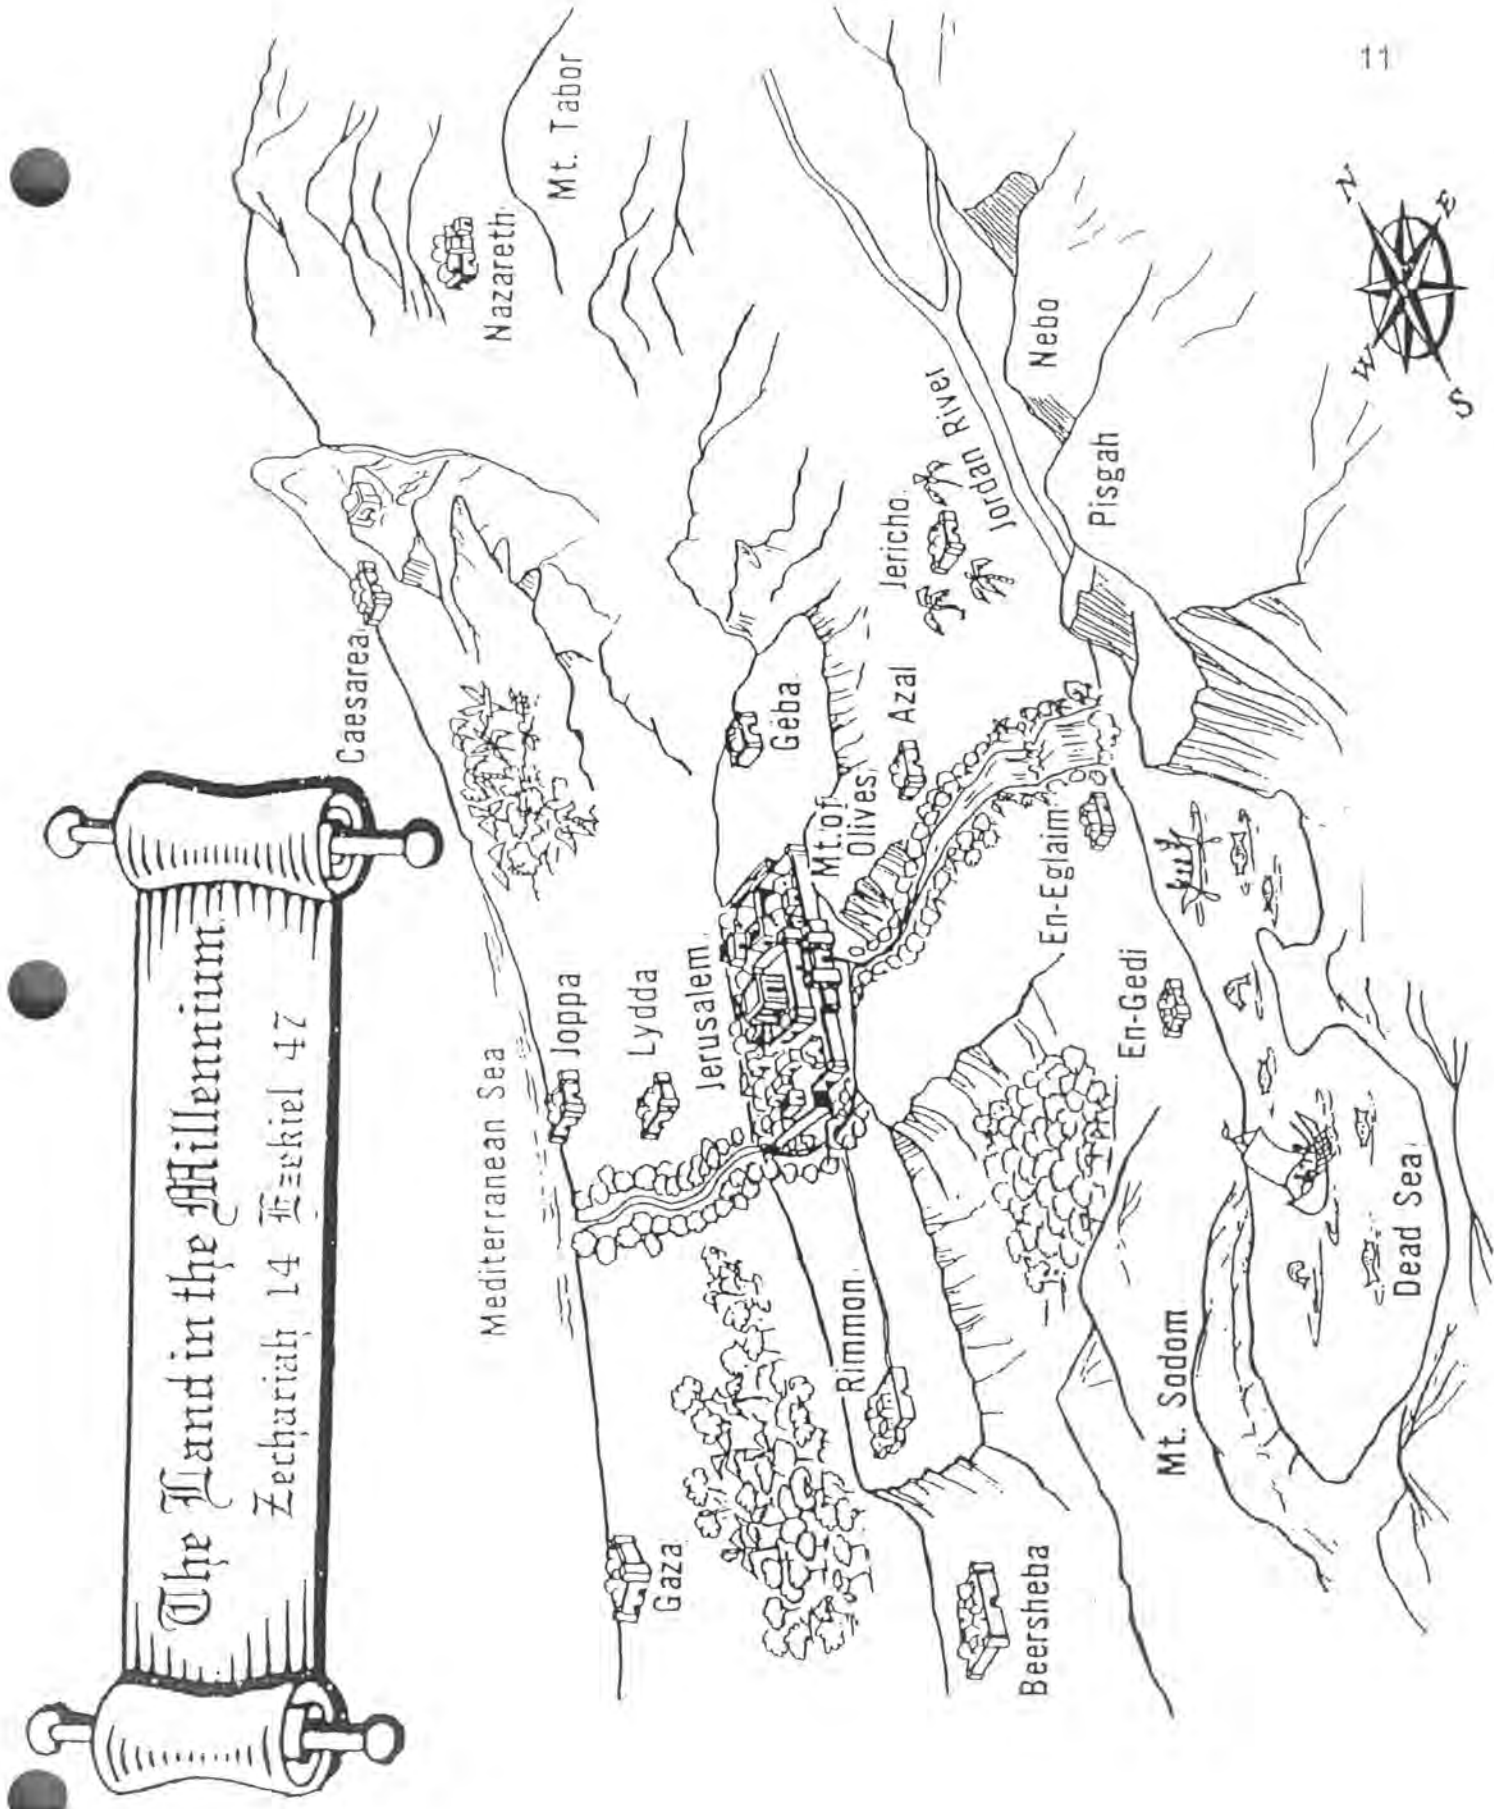 11
The Land in the Millennium
Zechariah 14 Ezekiel 47
Mediterranean Sea
Caesarea
Nazareth
Mt. Tabor
Joppa
Lydda
Jerusalem
Geba
Mt. of
Olives
Azal
Jericho
Jordan River
Nebo
Pisgah
Gaza
Rimmon
Beersheba
En-Eglaim
En-Gedi
Mt. Sodom
Dead Sea
N
E
W
S